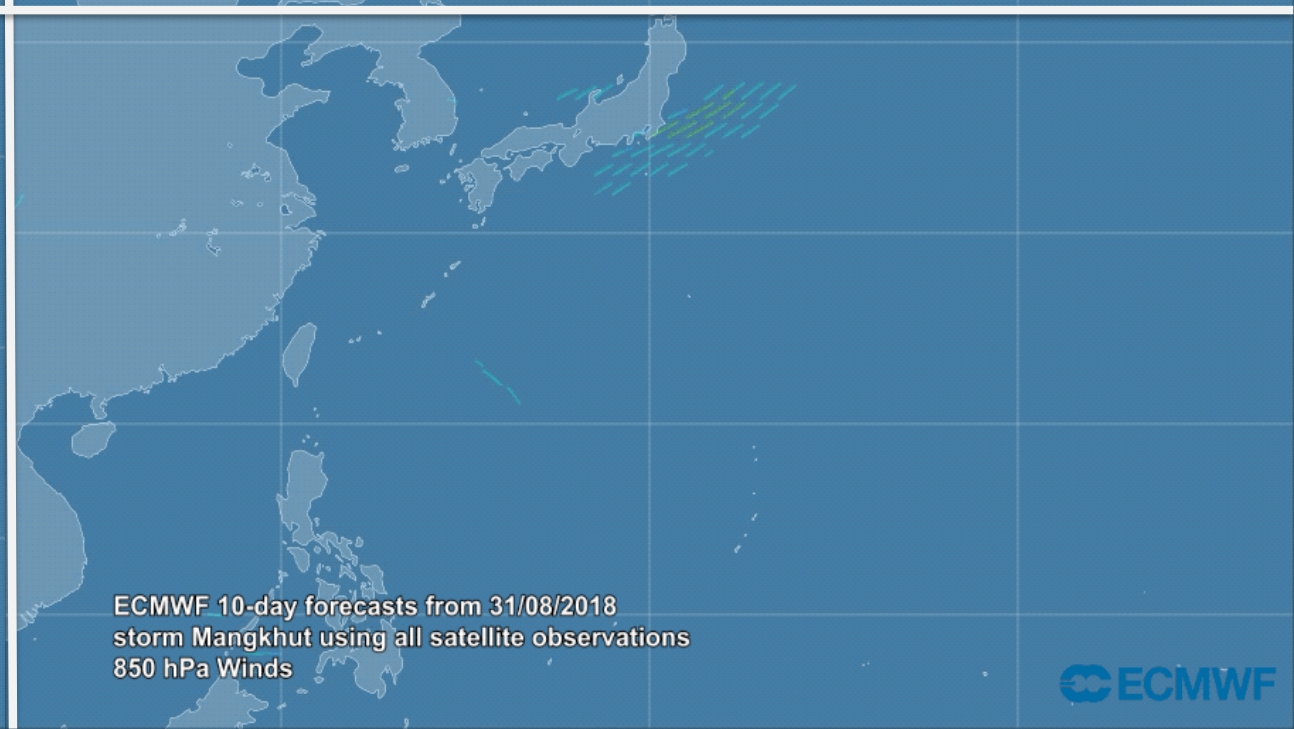 ECMWF 10-day forecasts from 31/08/2018
storm Mangkhut using all satellite observations
850 hPa Winds
ECMWF